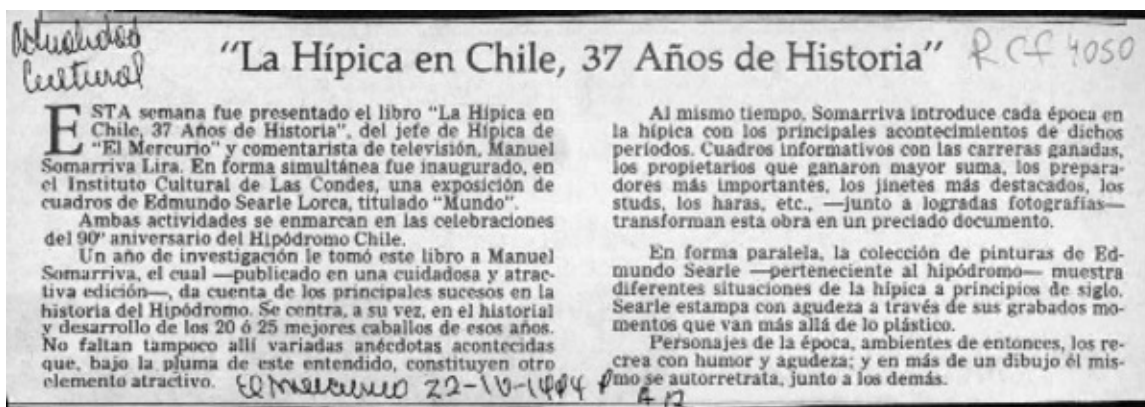 Actualidad
Cultural
"La Hípica en Chile, 37 Años de Historia"
RCF 4050
ESTA semana fue presentado el libro "La Hípica en
Chile, 37 Años de Historia", del jefe de Hípica de
"El Mercurio" y comentarista de televisión, Manuel
Somarriva Lira. En forma simultánea fue inaugurado, en
el Instituto Cultural de Las Condes, una exposición de
cuadros de Edmundo Searle Lorca, titulado "Mundo".
Ambas actividades se enmarcan en las celebraciones
del 90º aniversario del Hipódromo Chile.
Un año de investigación le tomó este libro a Manuel
Somarriva, el cual —publicado en una cuidadosa y atrac-
tiva edición—, da cuenta de los principales sucesos en la
historia del Hipódromo. Se centra, a su vez, en el historial
y desarrollo de los 20 ó 25 mejores caballos de esos años.
No faltan tampoco allí variadas anécdotas acontecidas
que, bajo la pluma de este entendido, constituyen otro
elemento atractivo.
El Mercurio 22-10-1994 p
A 12
Al mismo tiempo, Somarriva introduce cada época en
la hípica con los principales acontecimientos de dichos
períodos. Cuadros informativos con las carreras ganadas,
los propietarios que ganaron mayor suma, los prepara-
dores más importantes, los jinetes más destacados, los
studs, los haras, etc., —junto a logradas fotografías—
transforman esta obra en un preciado documento.
En forma paralela, la colección de pinturas de Ed-
mundo Searle —perteneciente al hipódromo— muestra
diferentes situaciones de la hípica a principios de siglo.
Searle estampa con agudeza a través de sus grabados mo-
mentos que van más allá de lo plástico.
Personajes de la época, ambientes de entonces, los re-
crea con humor y agudeza; y en más de un dibujo él mis-
mo se autorretrata, junto a los demás.